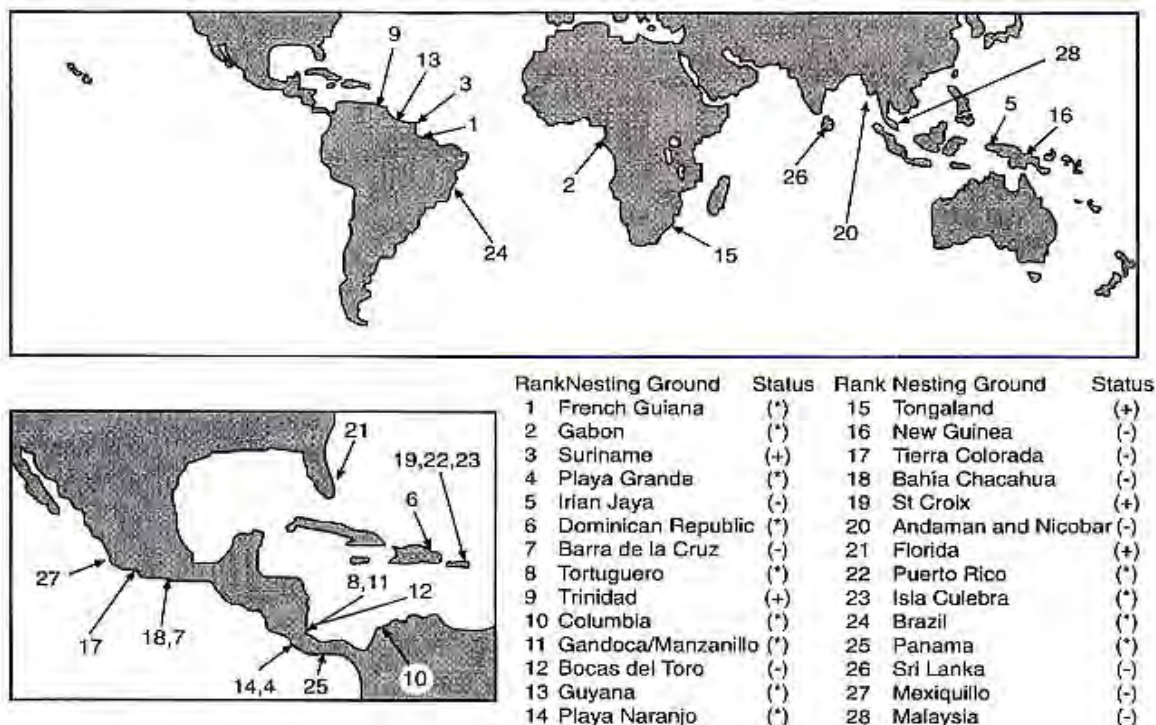 9
13
3
28
1
5
16
2
26
24
15
20
21
19,22,23
6
27
8,11
12
17
18,7
14,4
25
10
RankNesting Ground Status Rank Nesting Ground Status
1 French Guiana (*) 15 Tongaland (+)
2 Gabon (*) 16 New Guinea (-)
3 Suriname (+) 17 Tierra Colorada (-)
4 Playa Grande (*) 18 Bahia Chacahua (-)
5 Irian Jaya (-) 19 St Croix (+)
6 Dominican Republic (*) 20 Andaman and Nicobar (-)
7 Barra de la Cruz (-) 21 Florida (+)
8 Tortuguero (*) 22 Puerto Rico (*)
9 Trinidad (+) 23 Isla Culebra (*)
10 Columbia (*) 24 Brazil (*)
11 Gandoca/Manzanillo (*) 25 Panama (*)
12 Bocas del Toro (-) 26 Sri Lanka (-)
13 Guyana (*) 27 Mexiquillo (-)
14 Playa Naranjo (*) 28 Malaysia (-)